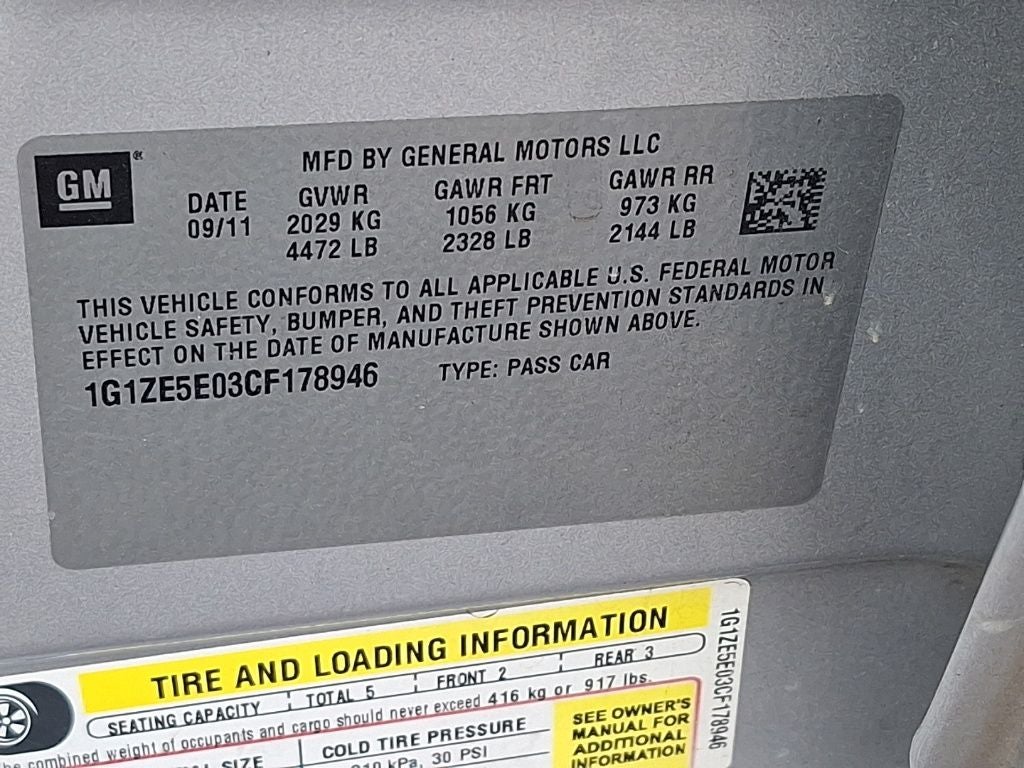 GM
MFD BY GENERAL MOTORS LLC
DATE GVWR GAWR FRT GAWR RR
09/11 2029 KG 1056 KG 973 KG
4472 LB 2328 LB 2144 LB
THIS VEHICLE CONFORMS TO ALL APPLICABLE U.S. FEDERAL MOTOR
VEHICLE SAFETY, BUMPER, AND THEFT PREVENTION STANDARDS IN
EFFECT ON THE DATE OF MANUFACTURE SHOWN ABOVE.
1G1ZE5E03CF178946 TYPE: PASS CAR
TIRE AND LOADING INFORMATION
SEATING CAPACITY TOTAL 5 FRONT 2 REAR 3
combined weight of occupants and cargo should never exceed 416 kg or 917 lbs.
SIZE COLD TIRE PRESSURE
kPa, 30 PSI
SEE OWNER'S
MANUAL FOR
ADDITIONAL
INFORMATION
1G1ZE5E03CF178946